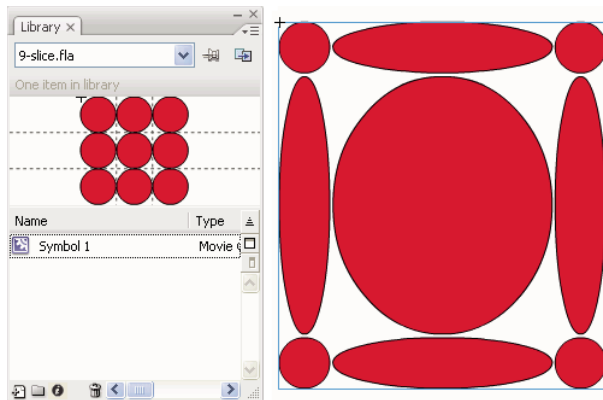 Library ×
9-slice.fla
One item in library
Name Type
Symbol 1 Movie